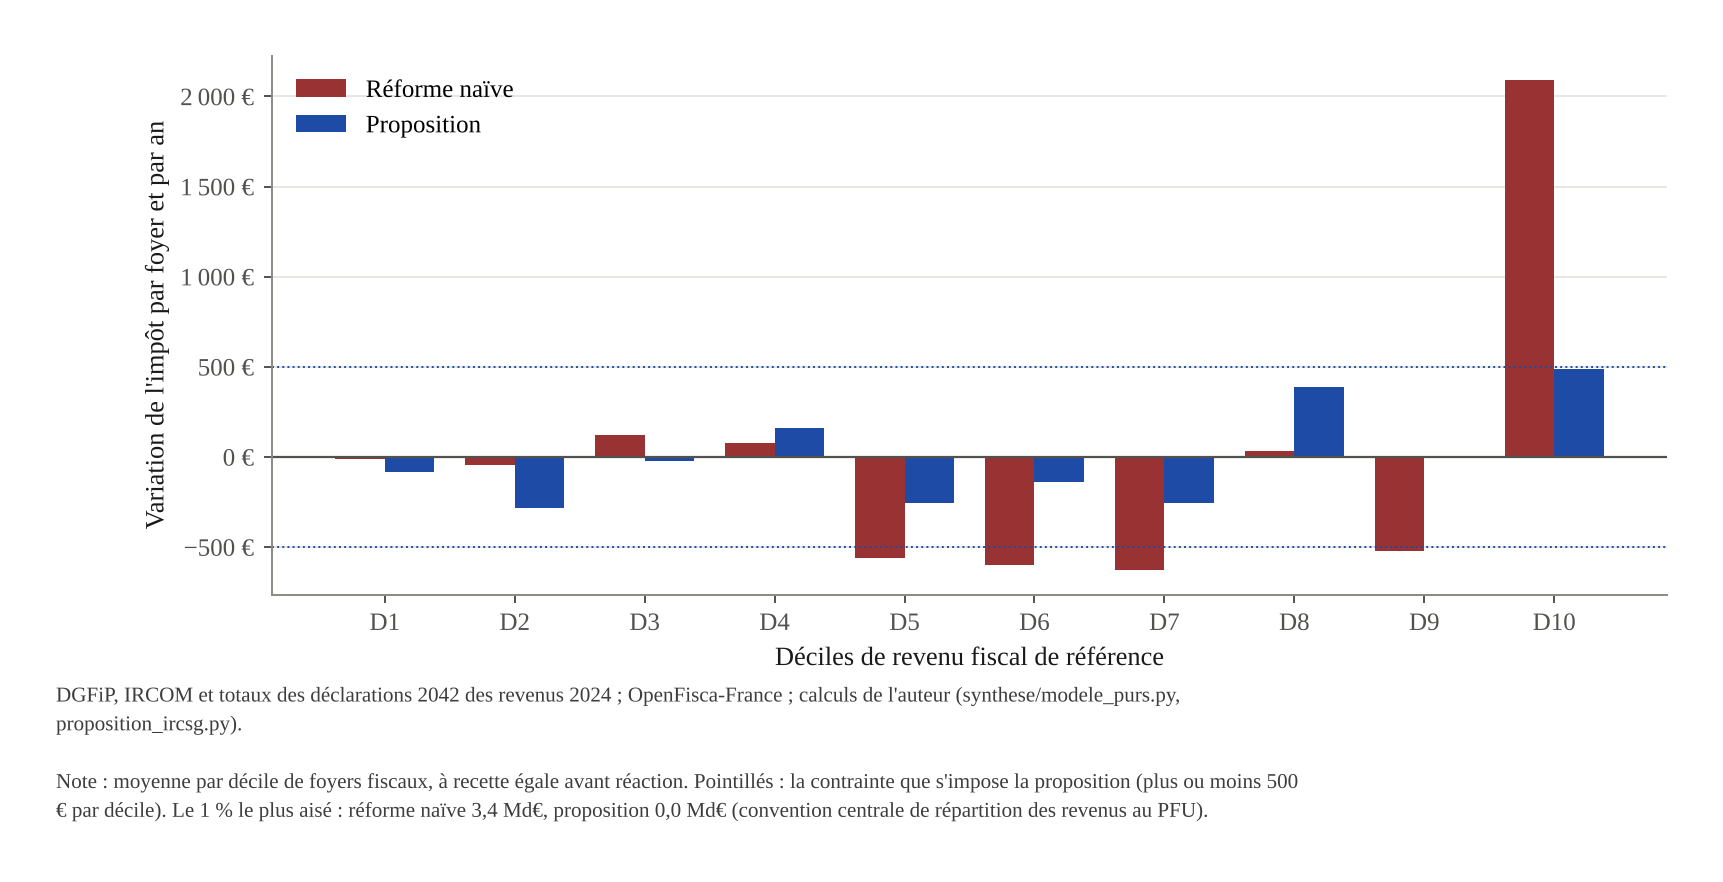 Réforme naïve
Proposition
Variation de l'impôt par foyer et par an
2 000 €
1 500 €
1 000 €
500 €
0 €
−500 €
D1 D2 D3 D4 D5 D6 D7 D8 D9 D10
Déciles de revenu fiscal de référence
DGFiP, IRCOM et totaux des déclarations 2042 des revenus 2024 ; OpenFisca-France ; calculs de l'auteur (synthese/modele_purs.py,
proposition_ircsg.py).
Note : moyenne par décile de foyers fiscaux, à recette égale avant réaction. Pointillés : la contrainte que s'impose la proposition (plus ou moins 500
€ par décile). Le 1 % le plus aisé : réforme naïve 3,4 Md€, proposition 0,0 Md€ (convention centrale de répartition des revenus au PFU).